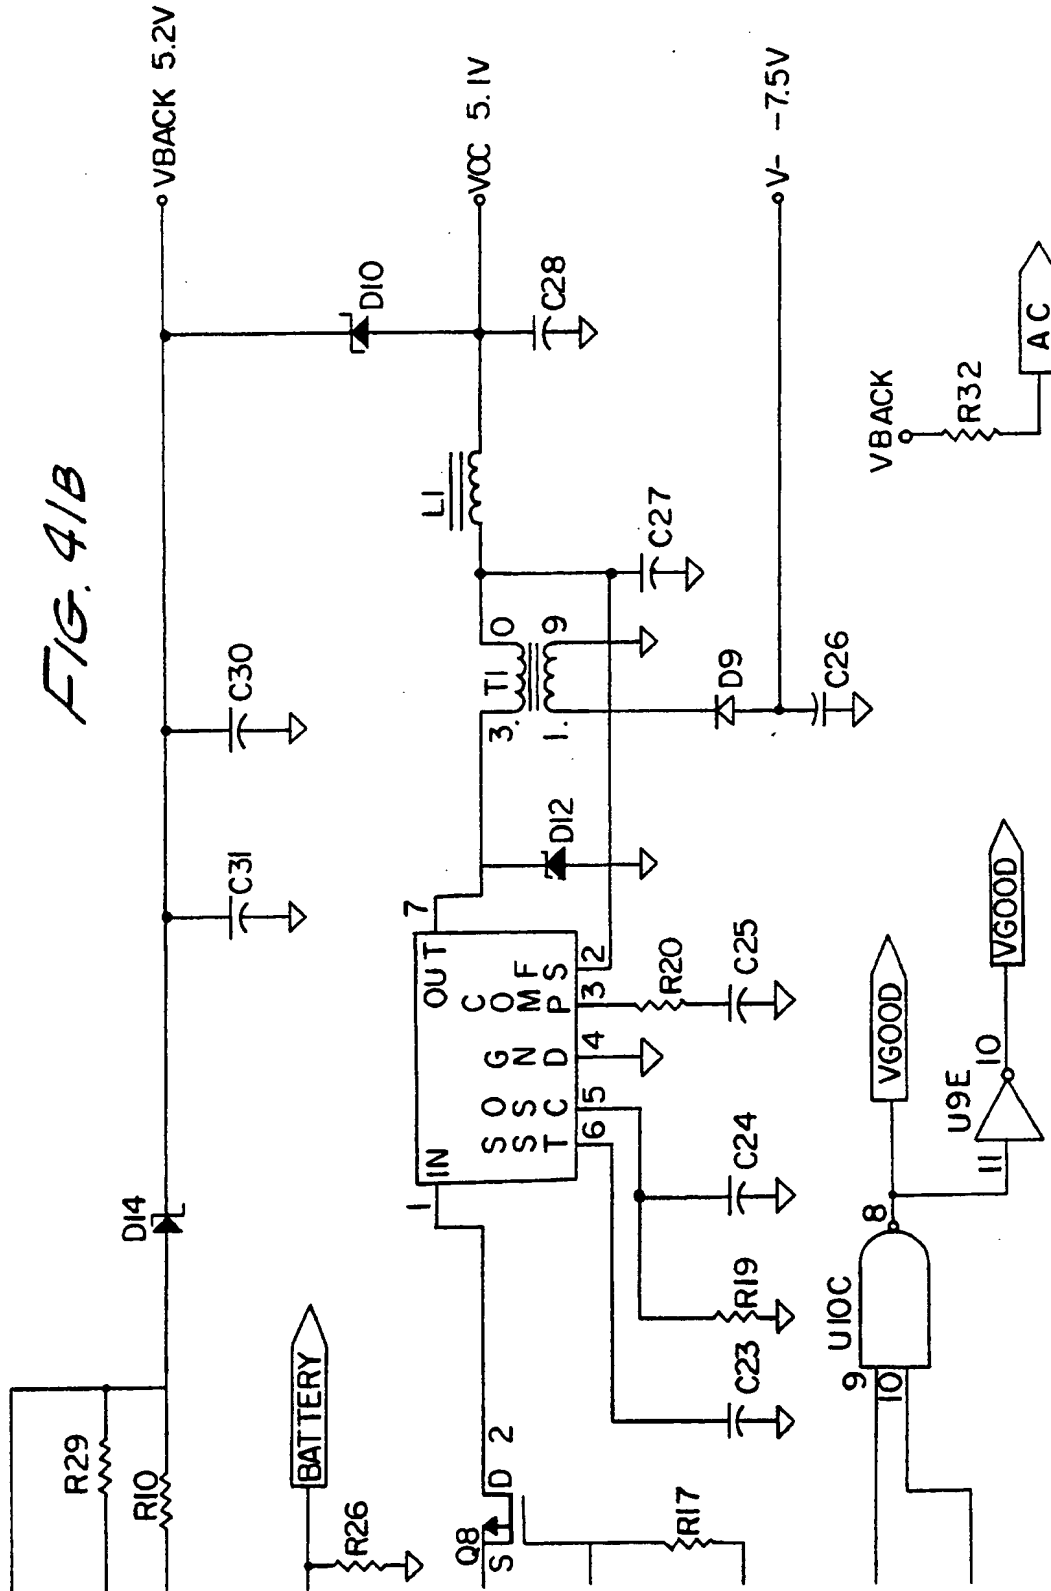 FIG. 41B
VBACK 5.2V
VCC 5.1V
V- -7.5V
D14
C31
C30
D10
R29
R10
BATTERY
R26
Q8
S
D
2
R17
1
IN
OUT
7
SST
OSC
GND
COMP
FS
6
5
4
3
2
D12
3.
T1
0
1.
9
L1
C28
C27
D9
C26
R20
C25
C24
R19
C23
VBACK
R32
AC
9
10
U10C
8
VGOOD
11
U9E
10
VGOOD